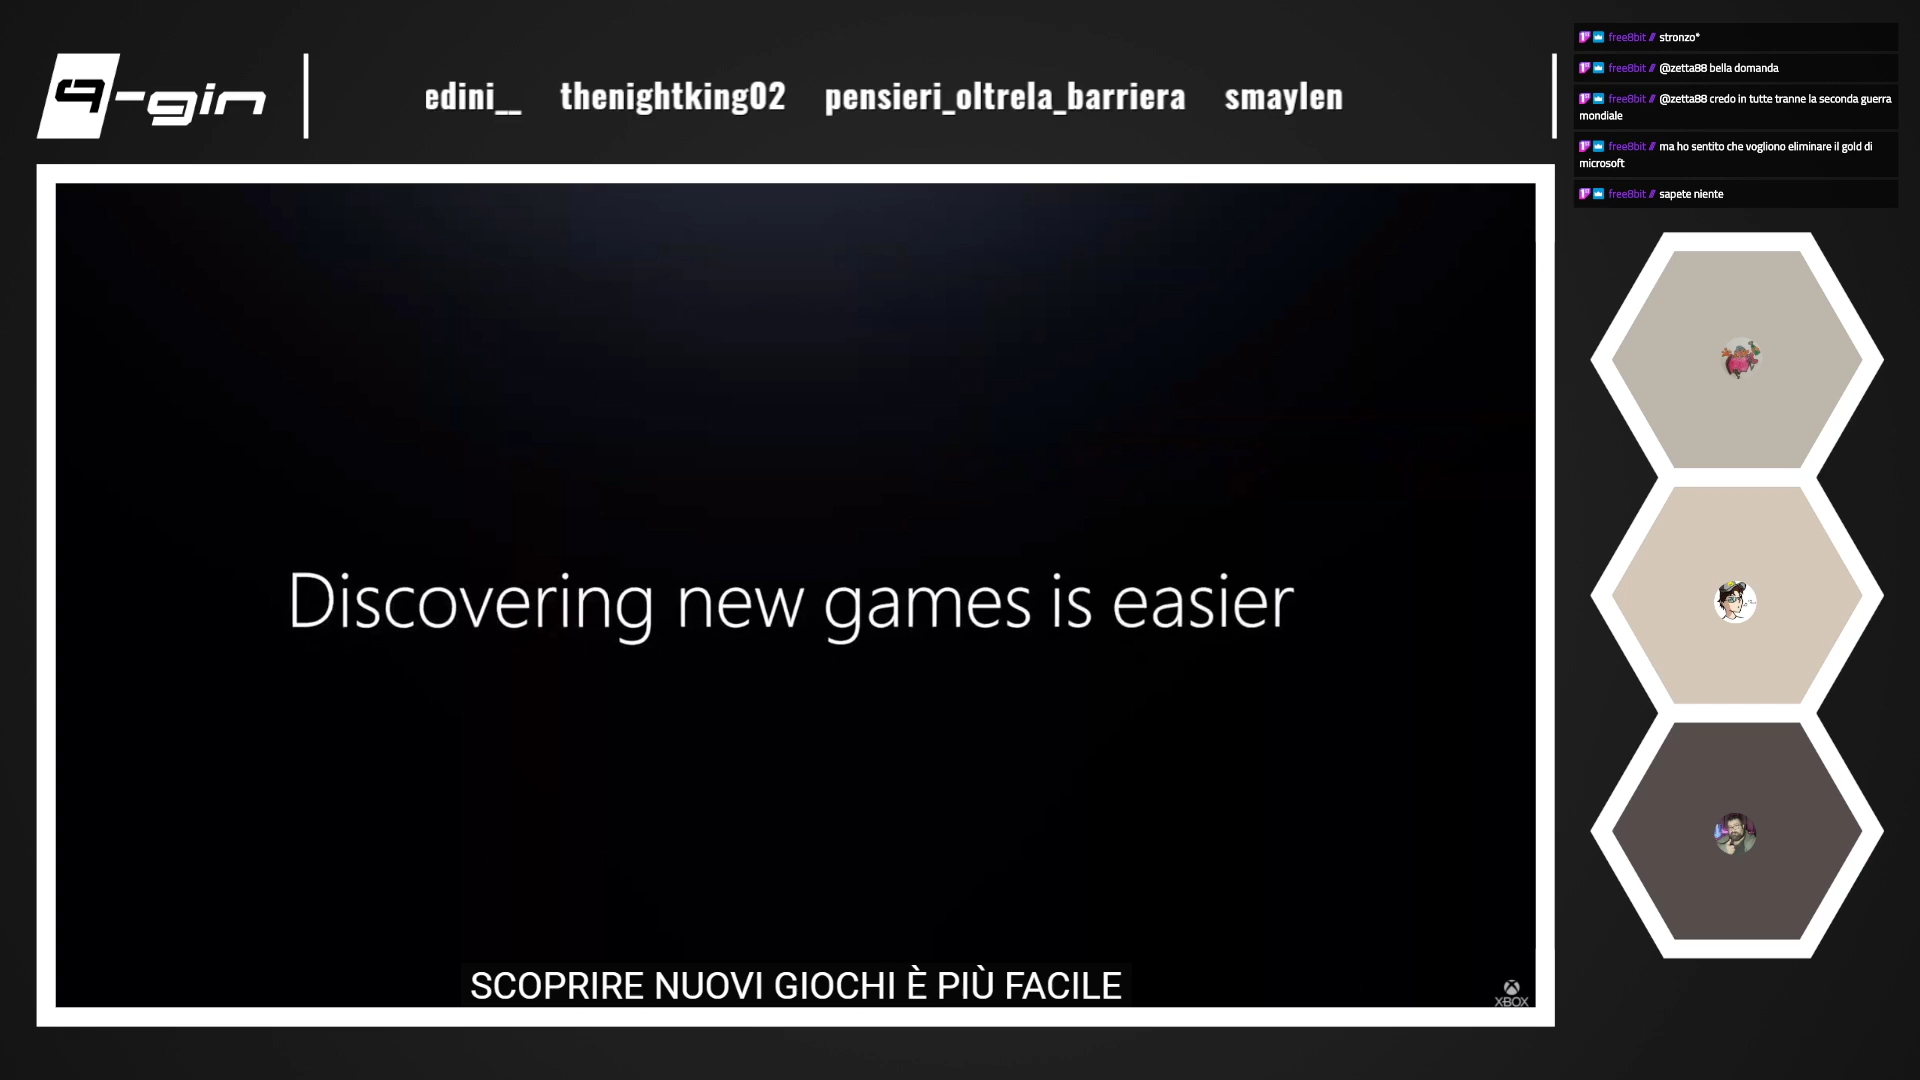 q-gin
edini__ thenightking02 pensieri_oltrela_barriera smaylen
free8bit // stronzo*
free8bit // @zetta88 bella domanda
free8bit // @zetta88 credo in tutte tranne la seconda guerra
mondiale
free8bit // ma ho sentito che vogliono eliminare il gold di
microsoft
free8bit // sapete niente
Discovering new games is easier
SCOPRIRE NUOVI GIOCHI È PIÙ FACILE
XBOX